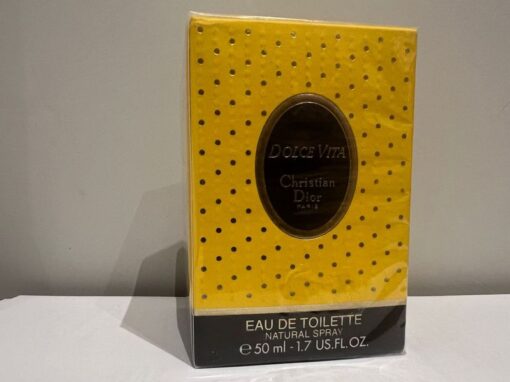 DOLCE VITA
Christian
Dior
PARIS
EAU DE TOILETTE
NATURAL SPRAY
℮ 50 ml - 1.7 US.FL.OZ.